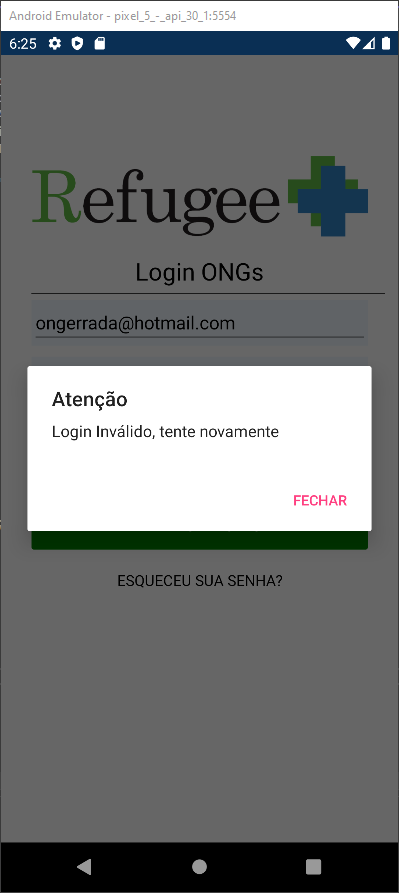 Android Emulator - pixel_5_-_api_30_1:5554
6:25
Refugee
Login ONGs
ongerrada@hotmail.com
Atenção
Login Inválido, tente novamente
FECHAR
ESQUECEU SUA SENHA?